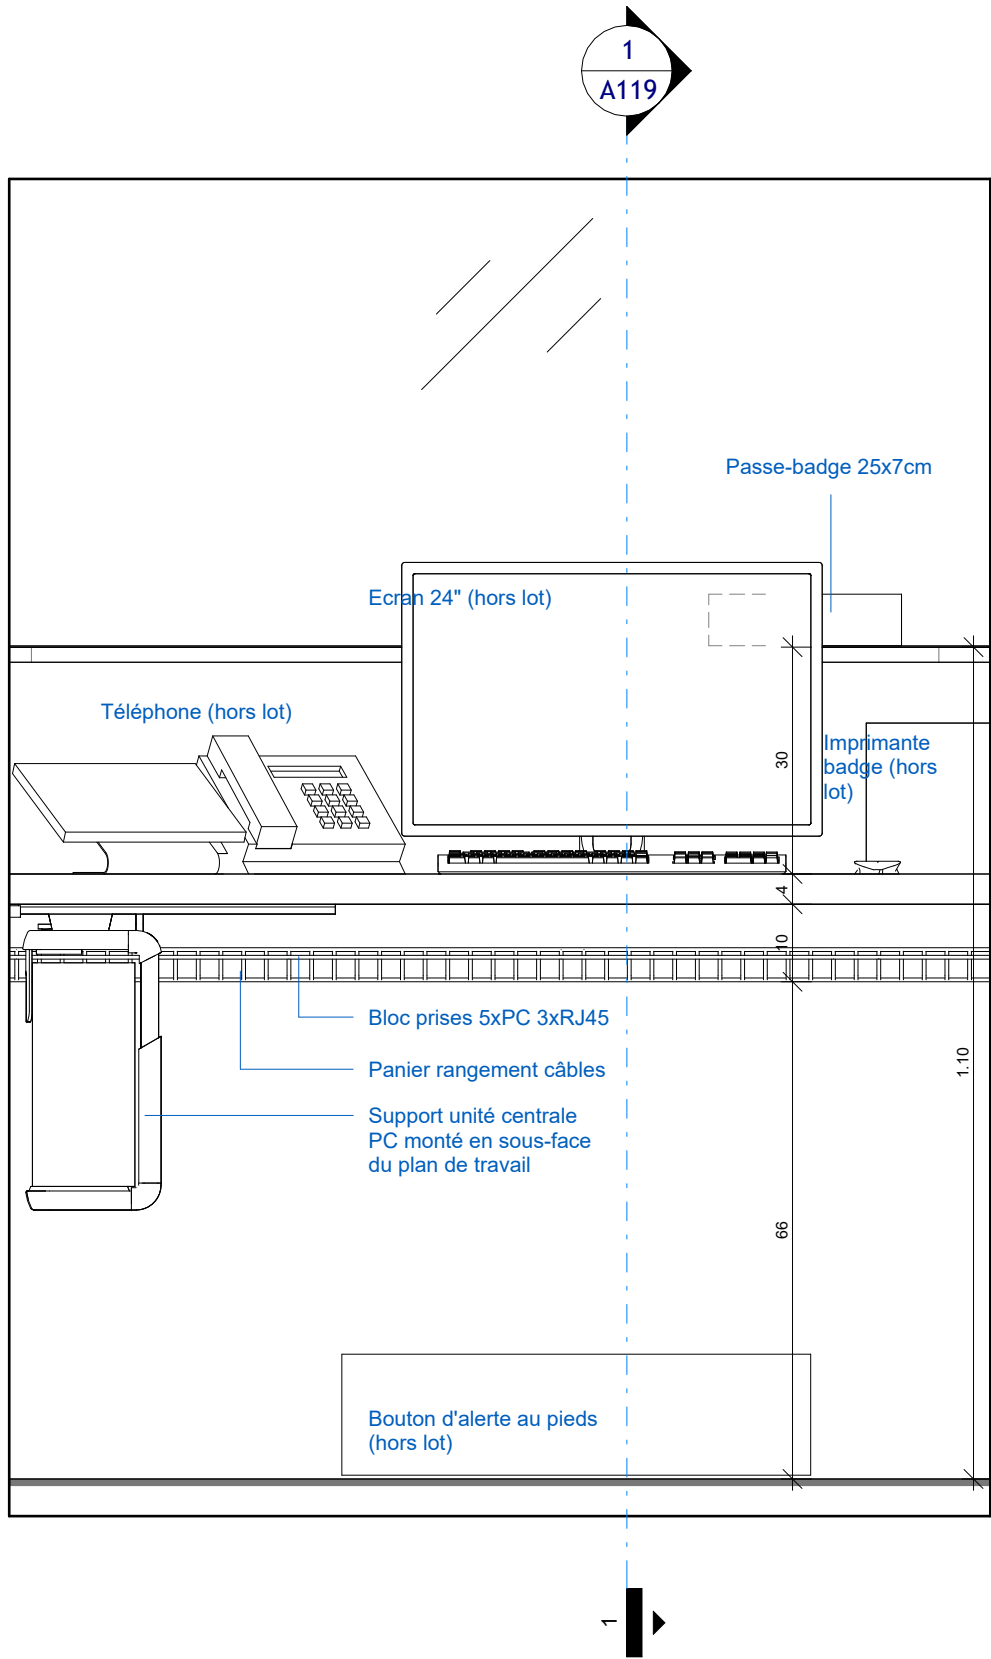 1
A119
Passe-badge 25x7cm
Ecran 24" (hors lot)
Téléphone (hors lot)
Imprimante
badge (hors
lot)
30
4
10
Bloc prises 5xPC 3xRJ45
Panier rangement câbles
Support unité centrale
PC monté en sous-face
du plan de travail
1.10
66
Bouton d'alerte au pieds
(hors lot)
1